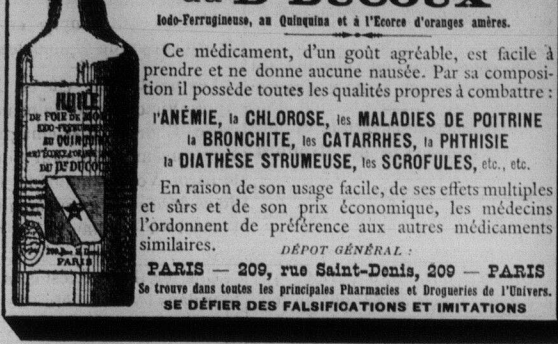 DUCOUX
Iodo-Ferrugineuse, au Quinquina et à l'Ecorce d'oranges amères.
Ce médicament, d'un goût agréable, est facile à
prendre et ne donne aucune nausée. Par sa composi-
tion il possède toutes les qualités propres à combattre :
l'ANÉMIE, la CHLOROSE, les MALADIES DE POITRINE
la BRONCHITE, les CATARRHES, la PHTHISIE
la DIATHÈSE STRUMEUSE, les SCROFULES, etc., etc.
En raison de son usage facile, de ses effets multiples
et sûrs et de son prix économique, les médecins
l'ordonnent de préférence aux autres médicaments
similaires.
DÉPOT GÉNÉRAL :
PARIS — 209, rue Saint-Denis, 209 — PARIS
Se trouve dans toutes les principales Pharmacies et Drogueries de l'Univers.
SE DÉFIER DES FALSIFICATIONS ET IMITATIONS
HUILE
DE FOIE DE
AU QUINQUINA
DU Dr DUCOUX
PARIS